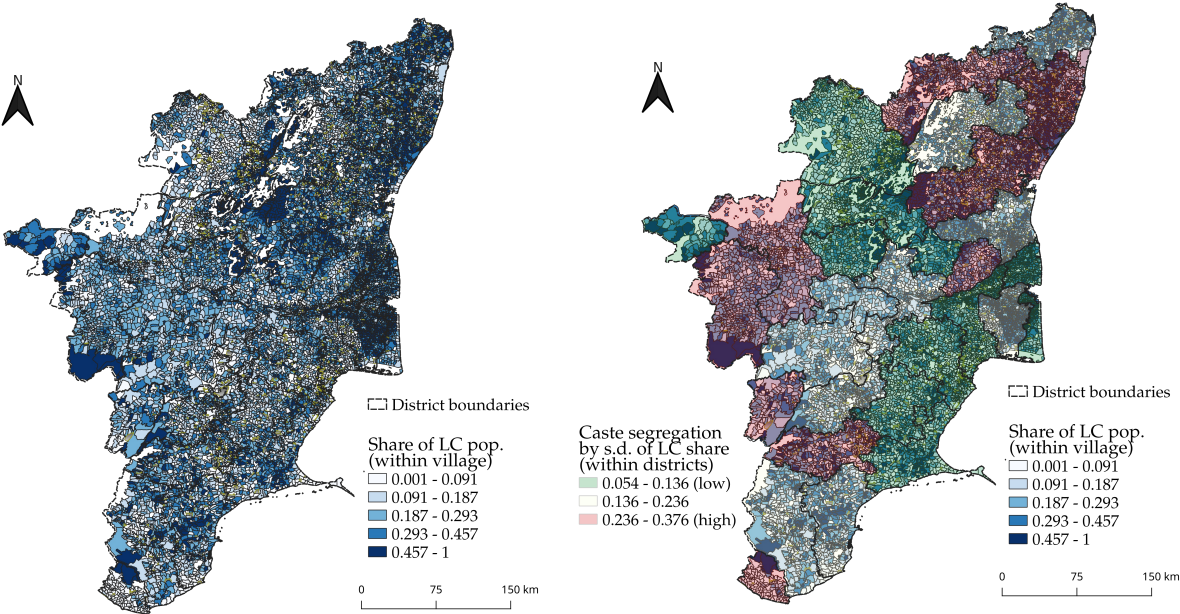 N
District boundaries
Share of LC pop.
(within village)
0.001 - 0.091
0.091 - 0.187
0.187 - 0.293
0.293 - 0.457
0.457 - 1
0
75
150 km
N
Caste segregation
by s.d. of LC share
(within districts)
0.054 - 0.136 (low)
0.136 - 0.236
0.236 - 0.376 (high)
District boundaries
Share of LC pop.
(within village)
0.001 - 0.091
0.091 - 0.187
0.187 - 0.293
0.293 - 0.457
0.457 - 1
0
75
150 km